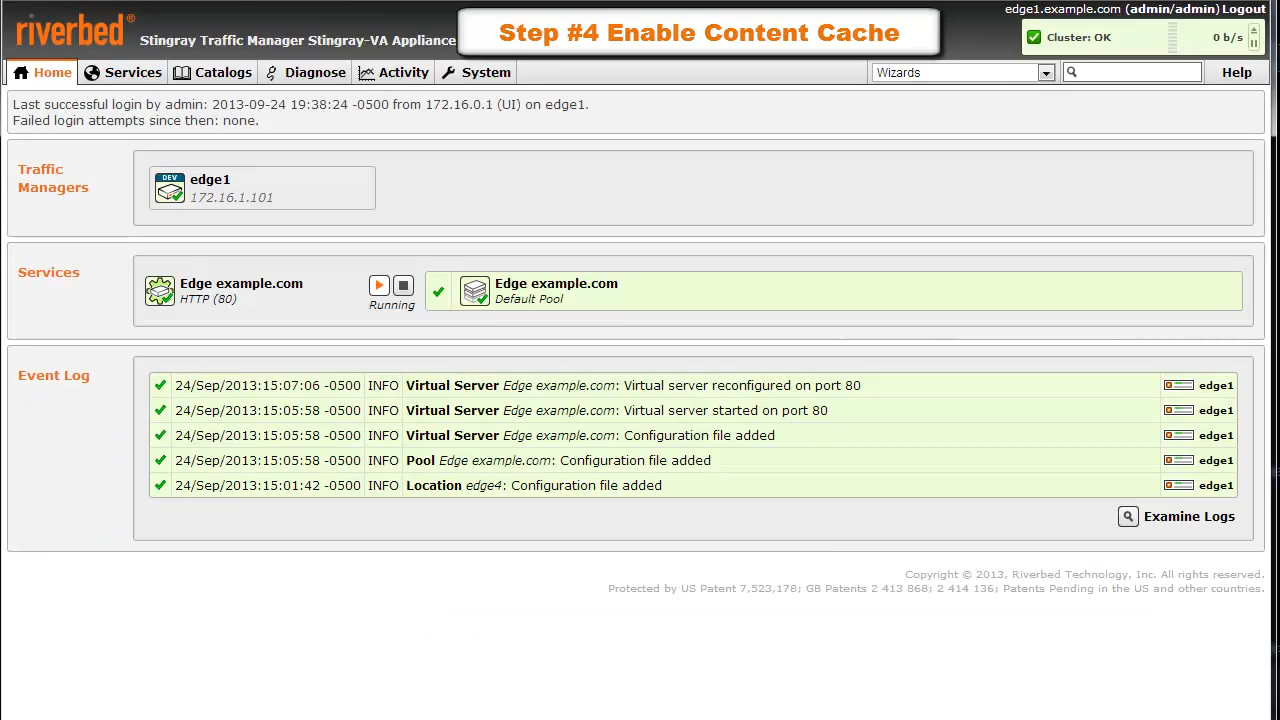 riverbed®
Stingray Traffic Manager Stingray-VA Appliance
Step #4 Enable Content Cache
edge1.example.com (admin/admin) Logout
Cluster: OK
0 b/s
Home
Services
Catalogs
Diagnose
Activity
System
Wizards
Help
Last successful login by admin: 2013-09-24 19:38:24 -0500 from 172.16.0.1 (UI) on edge1.
Failed login attempts since then: none.
Traffic
Managers
DEV
edge1
172.16.1.101
Services
Edge example.com
HTTP (80)
Running
Edge example.com
Default Pool
Event Log
24/Sep/2013:15:07:06 -0500 INFO Virtual Server Edge example.com: Virtual server reconfigured on port 80 edge1
24/Sep/2013:15:05:58 -0500 INFO Virtual Server Edge example.com: Virtual server started on port 80 edge1
24/Sep/2013:15:05:58 -0500 INFO Virtual Server Edge example.com: Configuration file added edge1
24/Sep/2013:15:05:58 -0500 INFO Pool Edge example.com: Configuration file added edge1
24/Sep/2013:15:01:42 -0500 INFO Location edge4: Configuration file added edge1
Examine Logs
Copyright © 2013, Riverbed Technology, Inc. All rights reserved.
Protected by US Patent 7,523,178; GB Patents 2 413 868; 2 414 136; Patents Pending in the US and other countries.